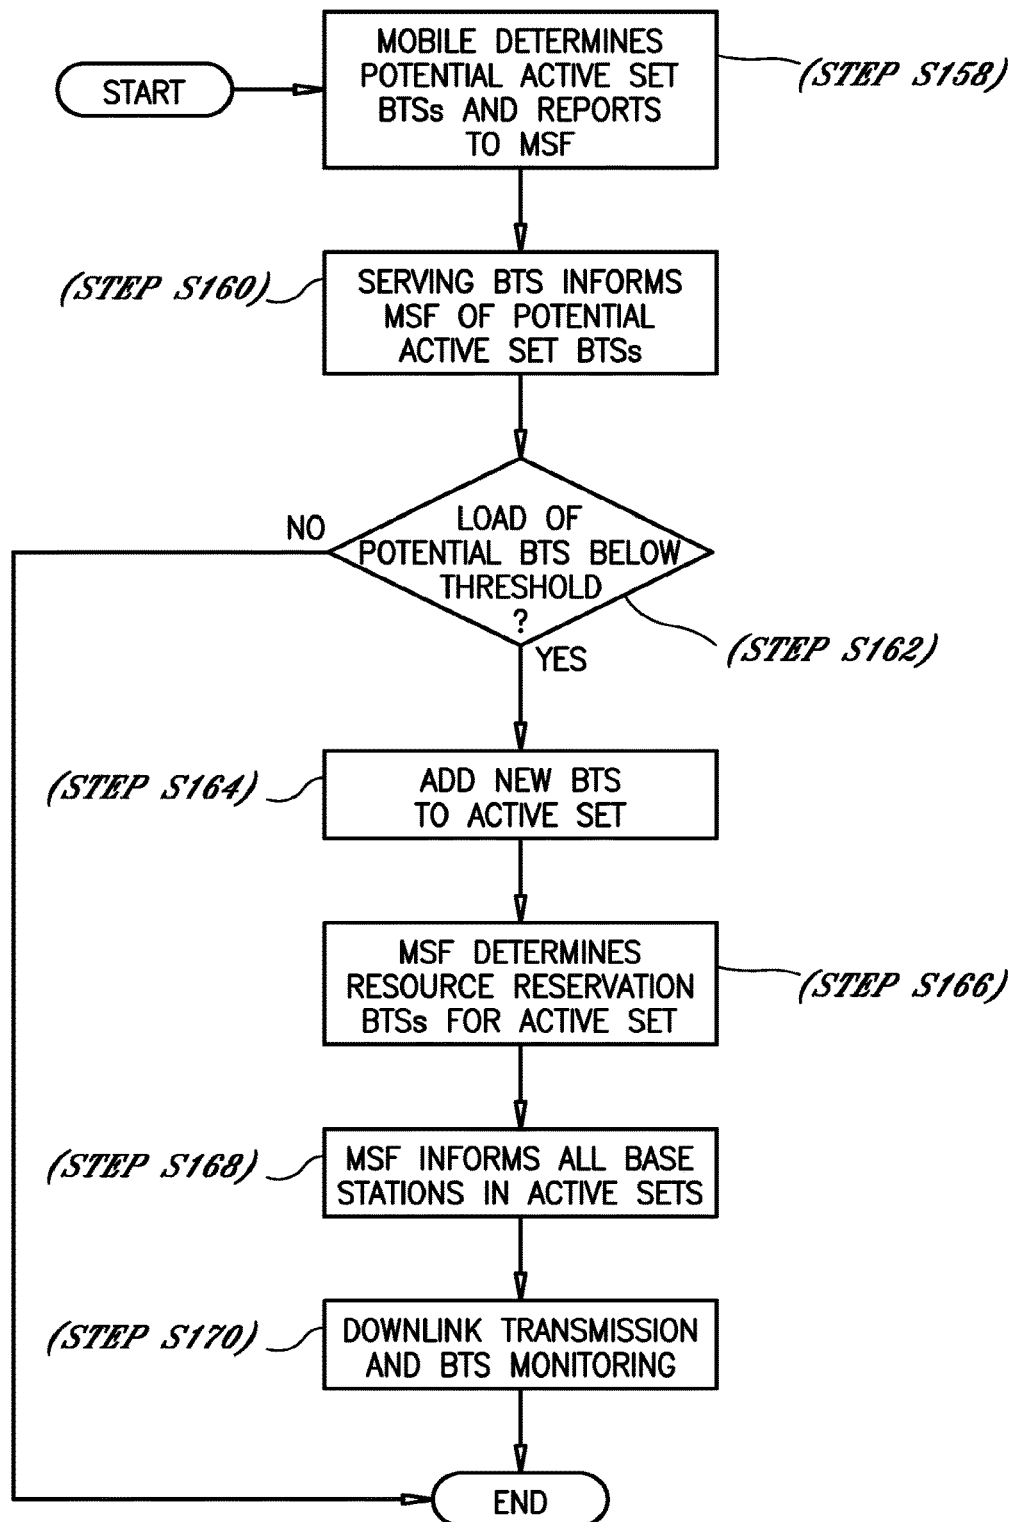 START
MOBILE DETERMINES
POTENTIAL ACTIVE SET
BTSs AND REPORTS
TO MSF
(STEP S158)
(STEP S160)
SERVING BTS INFORMS
MSF OF POTENTIAL
ACTIVE SET BTSs
NO
LOAD OF
POTENTIAL BTS BELOW
THRESHOLD
?
(STEP S162)
YES
(STEP S164)
ADD NEW BTS
TO ACTIVE SET
MSF DETERMINES
RESOURCE RESERVATION
BTSs FOR ACTIVE SET
(STEP S166)
(STEP S168)
MSF INFORMS ALL BASE
STATIONS IN ACTIVE SETS
(STEP S170)
DOWNLINK TRANSMISSION
AND BTS MONITORING
END